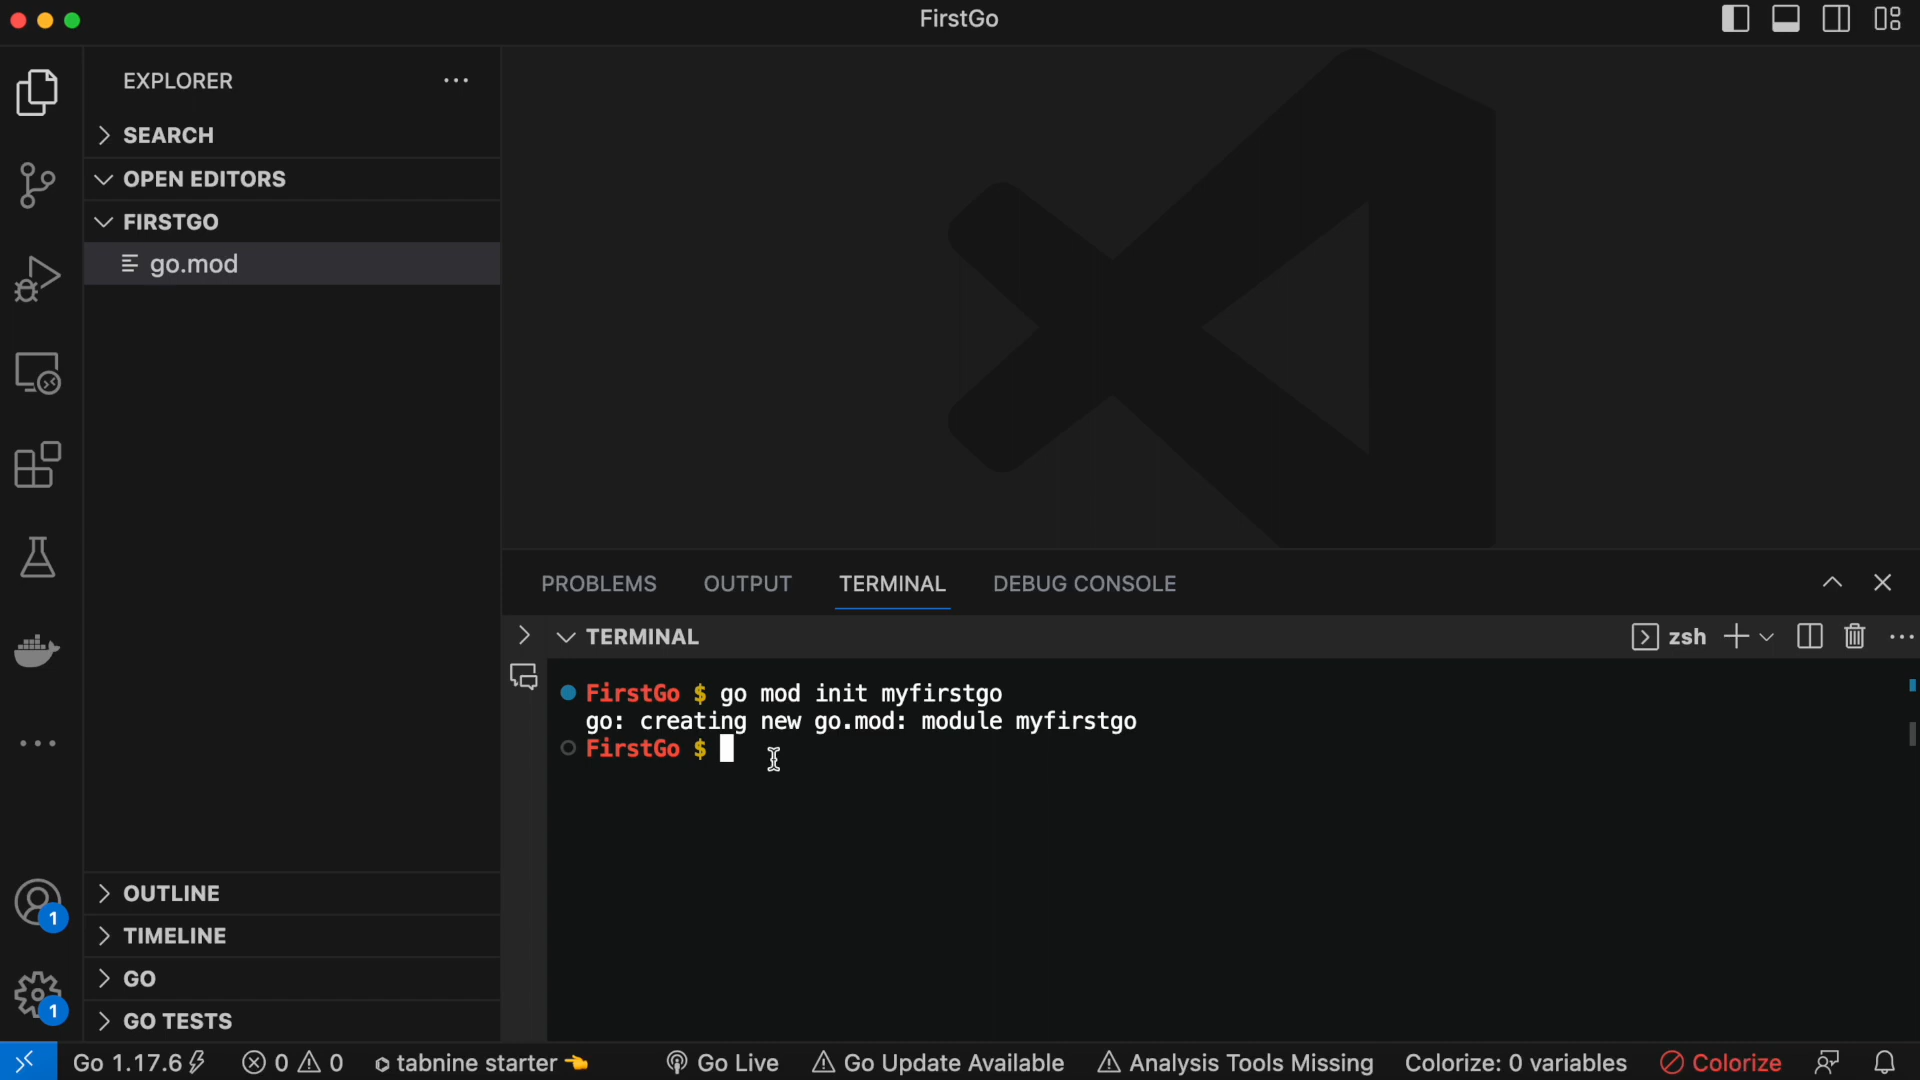 FirstGo
EXPLORER
SEARCH
OPEN EDITORS
FIRSTGO
go.mod
PROBLEMS OUTPUT TERMINAL DEBUG CONSOLE
TERMINAL
zsh
FirstGo $ go mod init myfirstgo
go: creating new go.mod: module myfirstgo
FirstGo $
OUTLINE
TIMELINE
GO
GO TESTS
1
1
Go 1.17.6 0 0 tabnine starter Go Live Go Update Available Analysis Tools Missing Colorize: 0 variables Colorize